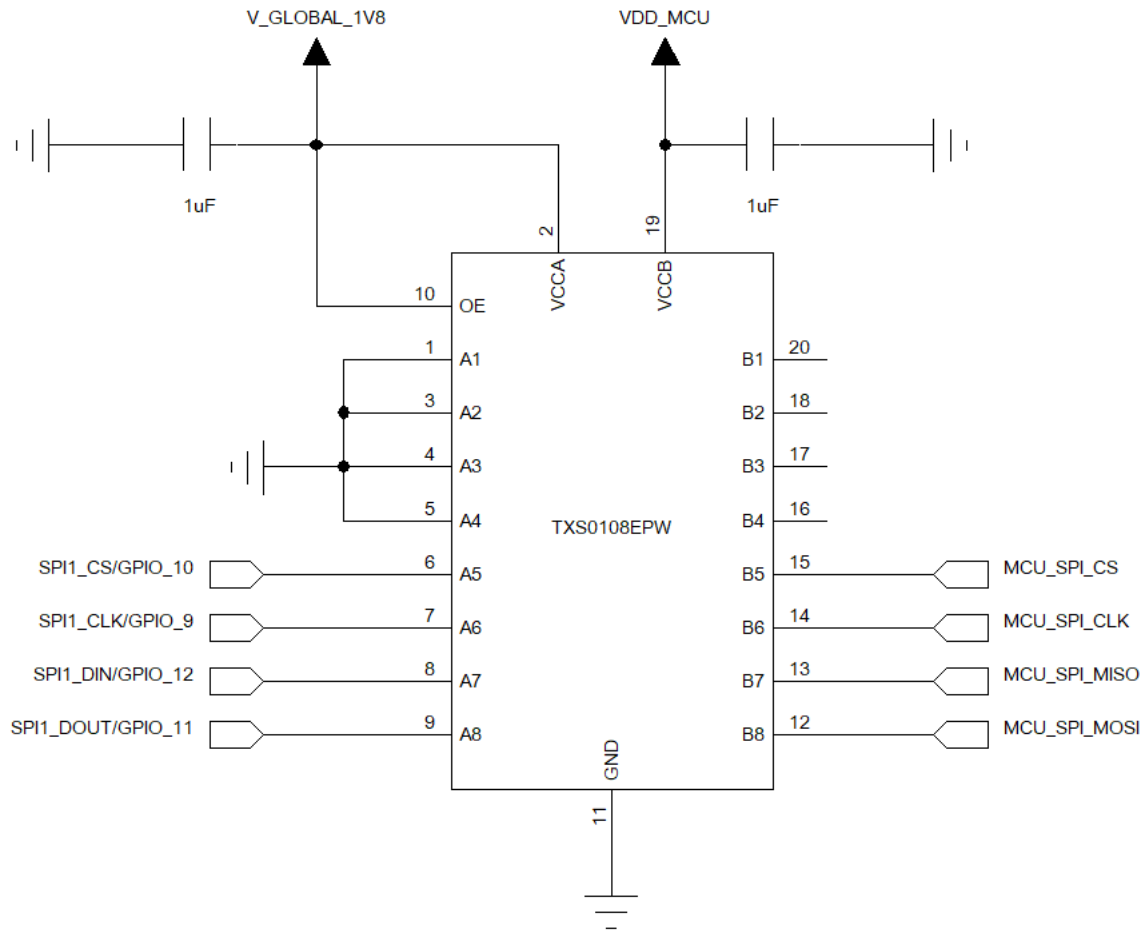 V_GLOBAL_1V8
VDD_MCU
1uF
1uF
2
19
VCCA
VCCB
10
OE
1
A1
B1
20
3
A2
B2
18
4
A3
B3
17
5
A4
B4
16
TXS0108EPW
SPI1_CS/GPIO_10
6
A5
B5
15
MCU_SPI_CS
SPI1_CLK/GPIO_9
7
A6
B6
14
MCU_SPI_CLK
SPI1_DIN/GPIO_12
8
A7
B7
13
MCU_SPI_MISO
SPI1_DOUT/GPIO_11
9
A8
B8
12
MCU_SPI_MOSI
GND
11